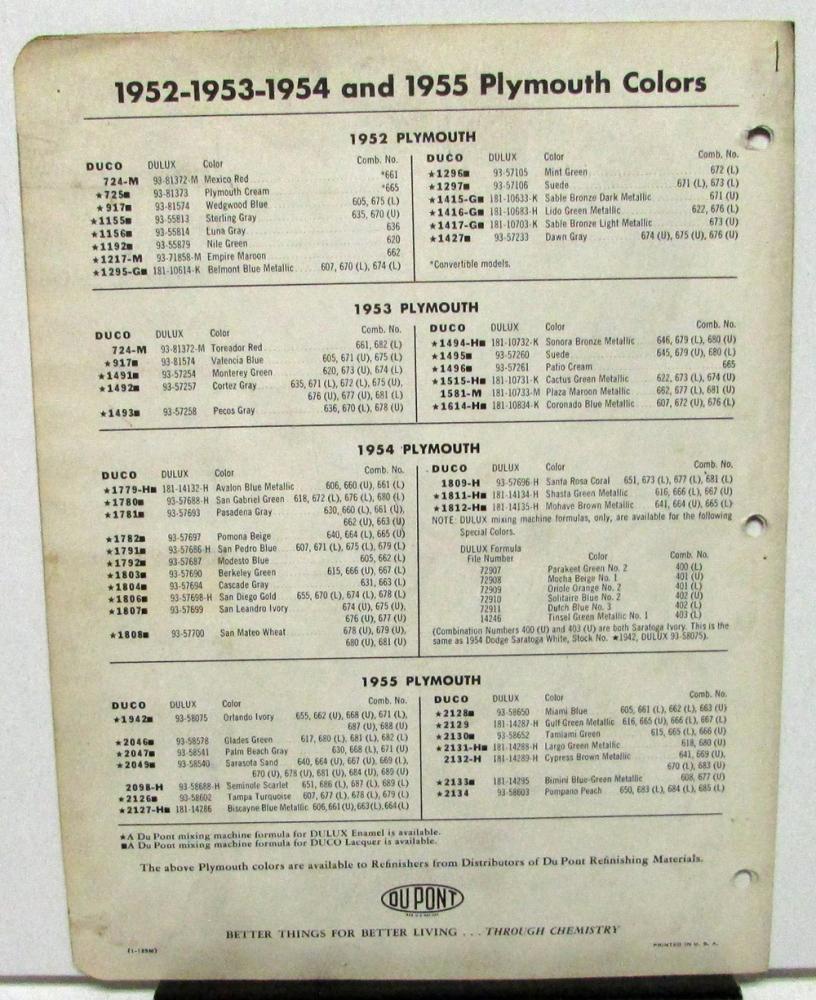 1952-1953-1954 and 1955 Plymouth Colors
1952 PLYMOUTH
DUCO DULUX Color Comb. No.
724-M 93-81372-M Mexico Red *661
★725■ 93-81373 Plymouth Cream *665
★917■ 93-81574 Wedgwood Blue 605, 675 (L)
★1155■ 93-55813 Sterling Gray 635, 670 (U)
★1156■ 93-55814 Luna Gray 636
★1192■ 93-55879 Nile Green 620
★1217-M 93-71858-M Empire Maroon 662
★1295-G■ 181-10614-K Belmont Blue Metallic 607, 670 (L), 674 (L)
DUCO DULUX Color Comb. No.
★1296■ 93-57105 Mint Green 672 (L)
★1297■ 93-57106 Suede 671 (L), 673 (L)
★1415-G■ 181-10633-K Sable Bronze Dark Metallic 671 (U)
★1416-G■ 181-10683-H Lido Green Metallic 622, 676 (L)
★1417-G■ 181-10703-K Sable Bronze Light Metallic 673 (U)
★1427■ 93-57233 Dawn Gray 674 (U), 675 (U), 676 (U)
*Convertible models.
1953 PLYMOUTH
DUCO DULUX Color Comb. No.
724-M 93-81372-M Toreador Red 661, 682 (L)
★917■ 93-81574 Valencia Blue 605, 671 (U), 675 (L)
★1491■ 93-57254 Monterey Green 620, 673 (U), 674 (L)
★1492■ 93-57257 Cortez Gray 635, 671 (L), 672 (L), 675 (U),
676 (U), 677 (U), 681 (L)
★1493■ 93-57258 Pecos Gray 636, 670 (L), 678 (U)
DUCO DULUX Color Comb. No.
★1494-H■ 181-10732-K Sonora Bronze Metallic 646, 679 (L), 680 (U)
★1495■ 93-57260 Suede 645, 679 (U), 680 (L)
★1496■ 93-57261 Patio Cream 665
★1515-H■ 181-10731-K Cactus Green Metallic 622, 673 (L), 674 (U)
1581-M 181-10733-M Plaza Maroon Metallic 662, 677 (L), 681 (U)
★1614-H■ 181-10834-K Coronado Blue Metallic 607, 672 (U), 676 (L)
1954 PLYMOUTH
DUCO DULUX Color Comb. No.
★1779-H■ 181-14132-H Avalon Blue Metallic 606, 660 (U), 661 (L)
★1780■ 93-57688-H San Gabriel Green 618, 672 (L), 676 (L), 680 (L)
★1781■ 93-57693 Pasadena Gray 630, 660 (L), 661 (U),
662 (U), 663 (U)
★1782■ 93-57697 Pomona Beige 640, 664 (L), 665 (U)
★1791■ 93-57686-H San Pedro Blue 607, 671 (L), 675 (L), 679 (L)
★1792■ 93-57687 Modesto Blue 605, 662 (L)
★1803■ 93-57690 Berkeley Green 615, 666 (U), 667 (L)
★1804■ 93-57694 Cascade Gray 631, 663 (L)
★1806■ 93-57698-H San Diego Gold 655, 670 (L), 674 (L), 678 (L)
★1807■ 93-57699 San Leandro Ivory 674 (U), 675 (U),
676 (U), 677 (U)
★1808■ 93-57700 San Mateo Wheat 678 (U), 679 (U),
680 (U), 681 (U)
DUCO DULUX Color Comb. No.
1809-H 93-57696-H Santa Rosa Coral 651, 673 (L), 677 (L), 681 (L)
★1811-H■ 181-14134-H Shasta Green Metallic 616, 666 (L), 667 (U)
★1812-H■ 181-14135-H Mohave Brown Metallic 641, 664 (U), 665 (L)
NOTE: DULUX mixing machine formulas, only, are available for the following
Special Colors.
DULUX Formula
File Number Color Comb. No.
72907 Parakeet Green No. 2 400 (L)
72908 Mocha Beige No. 1 401 (U)
72909 Oriole Orange No. 2 401 (L)
72910 Solitaire Blue No. 2 402 (U)
72911 Dutch Blue No. 3 402 (L)
14246 Tinsel Green Metallic No. 1 403 (L)
(Combination Numbers 400 (U) and 403 (U) are both Saratoga Ivory. This is the
same as 1954 Dodge Saratoga White, Stock No. ★1942, DULUX 93-58075).
1955 PLYMOUTH
DUCO DULUX Color Comb. No.
★1942■ 93-58075 Orlando Ivory 655, 662 (U), 668 (U), 671 (L),
687 (U), 688 (U)
★2046■ 93-58578 Glades Green 617, 680 (L), 681 (L), 682 (L)
★2047■ 93-58541 Palm Beach Gray 630, 668 (L), 671 (U)
★2049■ 93-58540 Sarasota Sand 640, 664 (U), 667 (U), 669 (L),
670 (U), 678 (U), 681 (U), 684 (U), 689 (U)
2098-H 93-58688-H Seminole Scarlet 651, 686 (L), 687 (L), 689 (L)
★2126■ 93-58602 Tampa Turquoise 607, 677 (L), 678 (L), 679 (L)
★2127-H■ 181-14286 Biscayne Blue Metallic 606, 661 (U), 663 (L), 664 (L)
DUCO DULUX Color Comb. No.
★2128■ 93-58650 Miami Blue 605, 661 (L), 662 (L), 663 (U)
★2129 181-14287-H Gulf Green Metallic 616, 665 (U), 666 (L), 667 (L)
★2130■ 93-58652 Tamiami Green 615, 665 (L), 666 (U)
★2131-H■ 181-14288-H Largo Green Metallic 618, 680 (U)
2132-H 181-14289-H Cypress Brown Metallic 641, 669 (U),
670 (L), 683 (U)
★2133■ 181-14295 Bimini Blue-Green Metallic 608, 677 (U)
★2134 93-58603 Pompano Peach 650, 683 (L), 684 (L), 685 (L)
★A Du Pont mixing machine formula for DULUX Enamel is available.
■A Du Pont mixing machine formula for DUCO Lacquer is available.
The above Plymouth colors are available to Refinishers from Distributors of Du Pont Refinishing Materials.
DU PONT
BETTER THINGS FOR BETTER LIVING . . . THROUGH CHEMISTRY
PRINTED IN U. S. A.